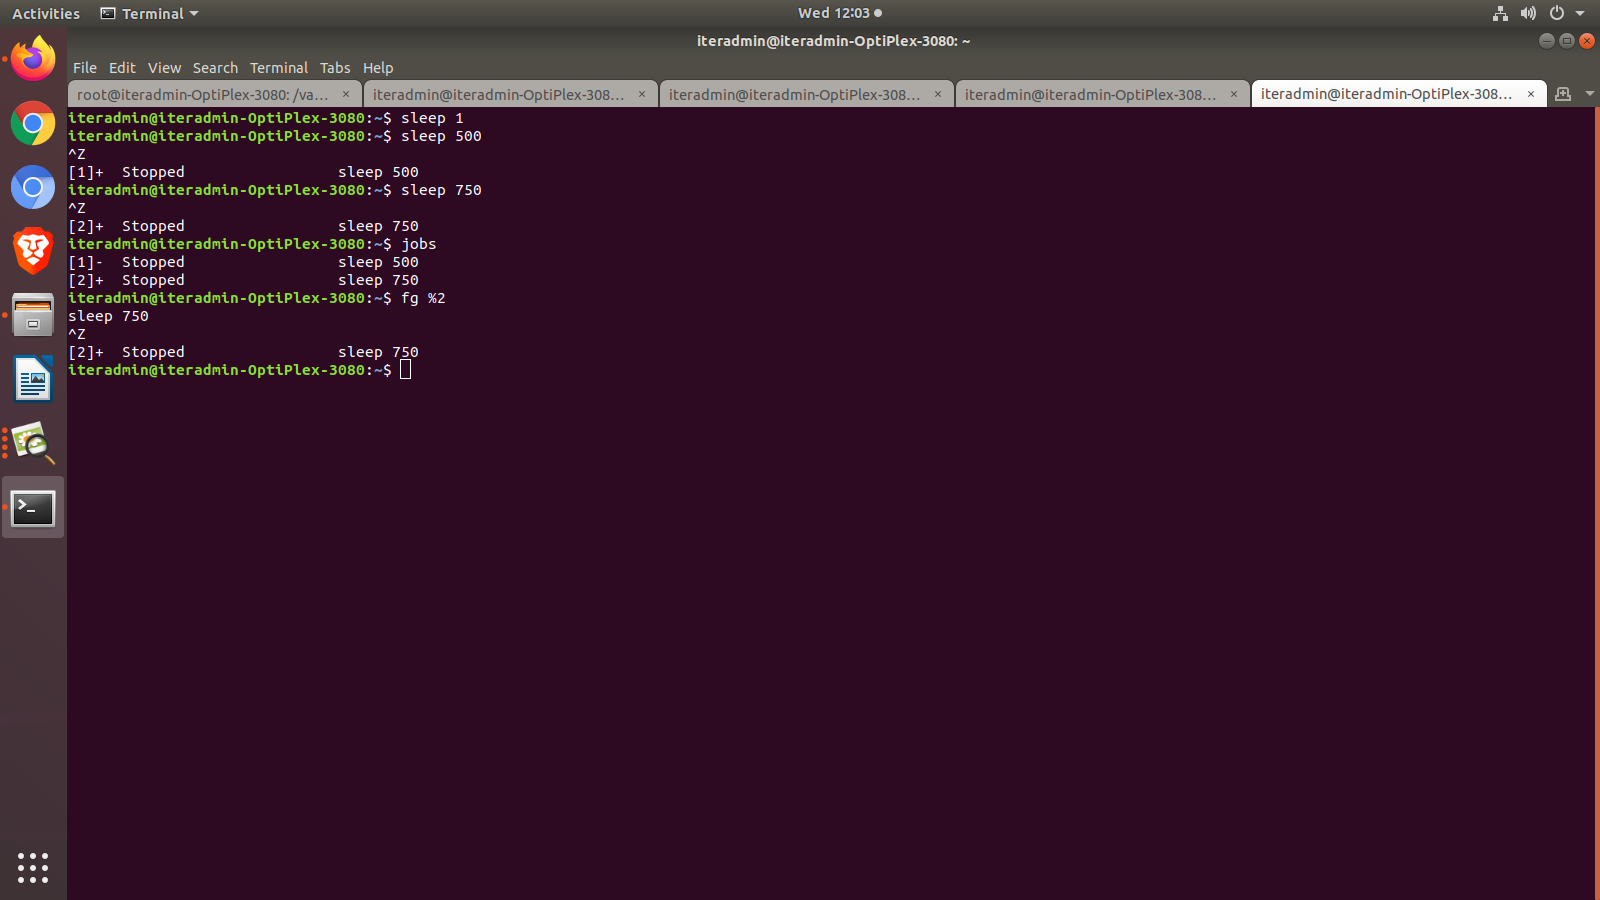 Activities Terminal Wed 12:03
iteradmin@iteradmin-OptiPlex-3080: ~
File Edit View Search Terminal Tabs Help
root@iteradmin-OptiPlex-3080: /va... × iteradmin@iteradmin-OptiPlex-308... × iteradmin@iteradmin-OptiPlex-308... × iteradmin@iteradmin-OptiPlex-308... × iteradmin@iteradmin-OptiPlex-308... ×
iteradmin@iteradmin-OptiPlex-3080:~$ sleep 1
iteradmin@iteradmin-OptiPlex-3080:~$ sleep 500
^Z
[1]+  Stopped                 sleep 500
iteradmin@iteradmin-OptiPlex-3080:~$ sleep 750
^Z
[2]+  Stopped                 sleep 750
iteradmin@iteradmin-OptiPlex-3080:~$ jobs
[1]-  Stopped                 sleep 500
[2]+  Stopped                 sleep 750
iteradmin@iteradmin-OptiPlex-3080:~$ fg %2
sleep 750
^Z
[2]+  Stopped                 sleep 750
iteradmin@iteradmin-OptiPlex-3080:~$